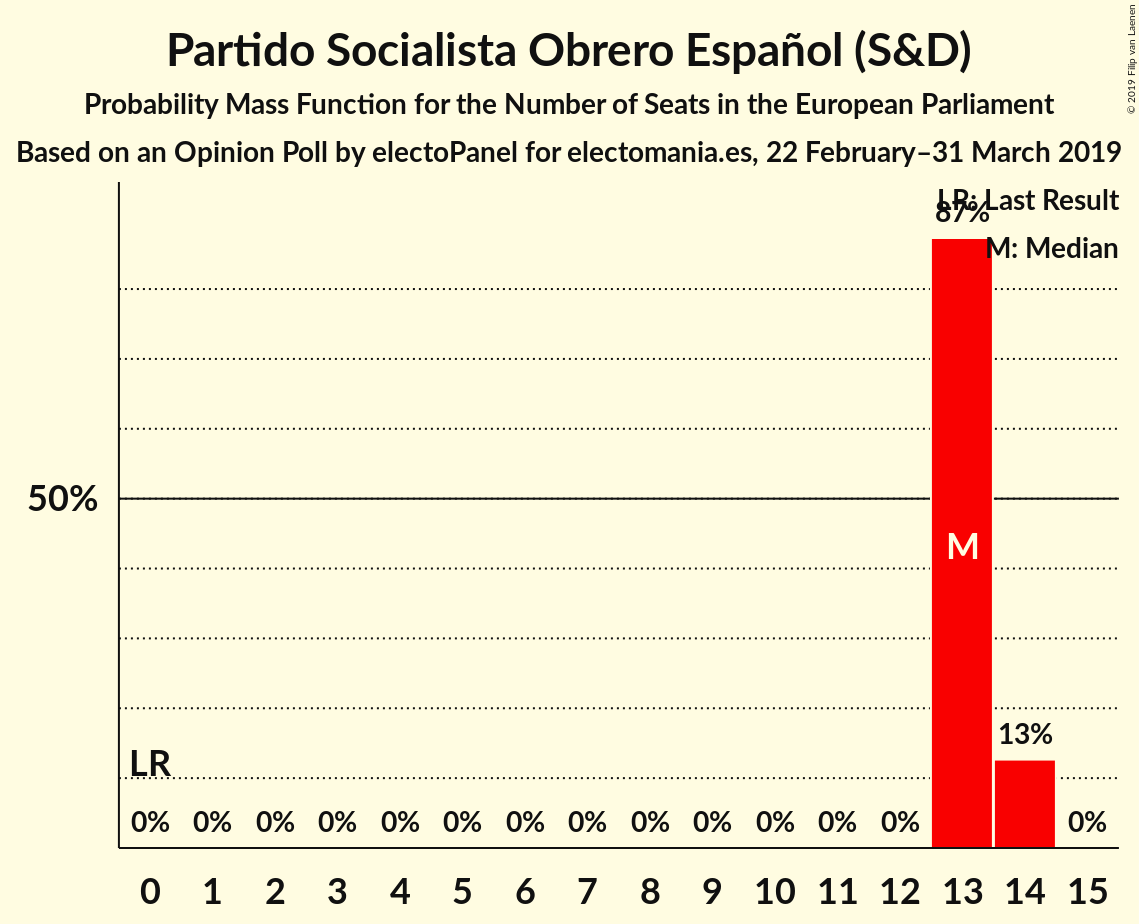 Partido Socialista Obrero Español (S&D)
Probability Mass Function for the Number of Seats in the European Parliament
Based on an Opinion Poll by electoPanel for electomania.es, 22 February–31 March 2019
© 2019 Filip van Laenen
LR: Last Result
87%
M: Median
50%
M
13%
LR
0% 0% 0% 0% 0% 0% 0% 0% 0% 0% 0% 0% 0% 0%
0 1 2 3 4 5 6 7 8 9 10 11 12 13 14 15